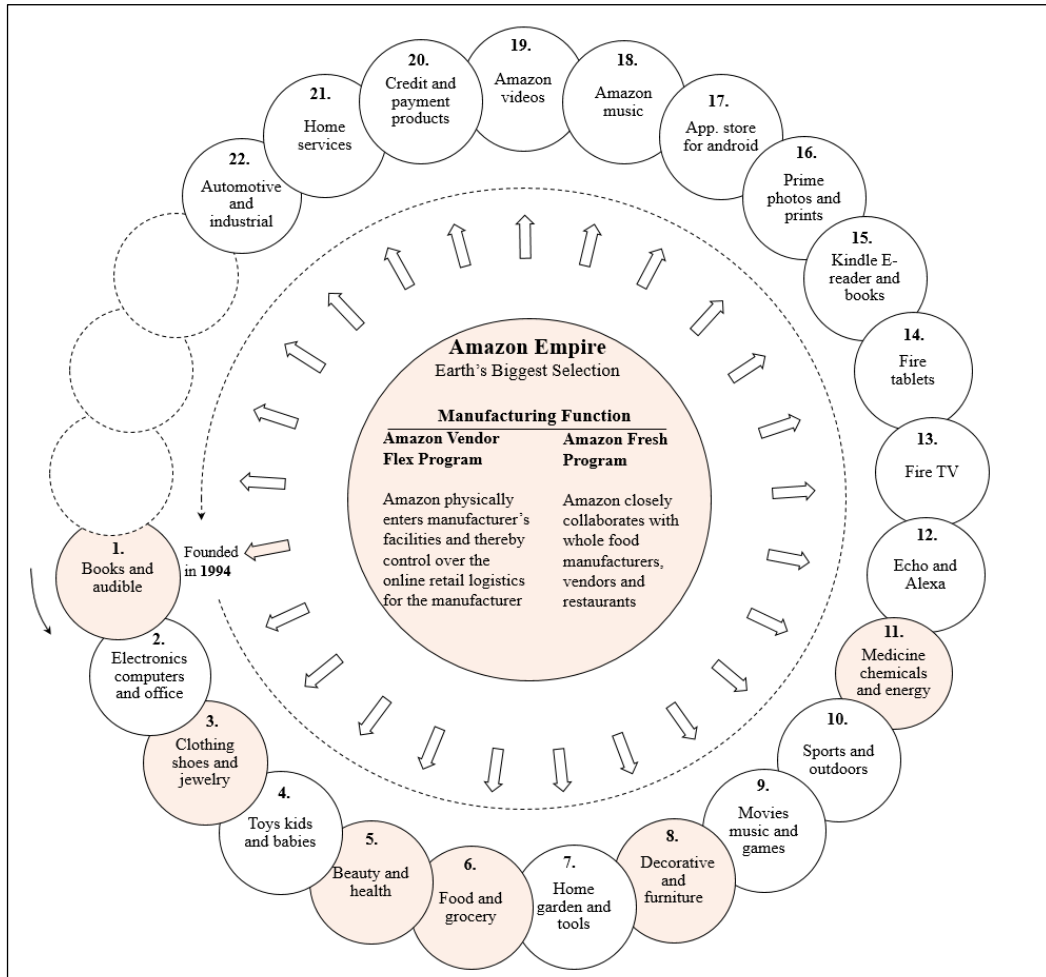 Amazon Empire
Earth's Biggest Selection
Manufacturing Function
Amazon Vendor
Flex Program
Amazon physically
enters manufacturer's
facilities and thereby
control over the
online retail logistics
for the manufacturer
Amazon Fresh
Program
Amazon closely
collaborates with
whole food
manufacturers,
vendors and
restaurants
Founded
in 1994
1.
Books and
audible
2.
Electronics
computers
and office
3.
Clothing
shoes and
jewelry
4.
Toys kids
and babies
5.
Beauty and
health
6.
Food and
grocery
7.
Home
garden and
tools
8.
Decorative
and
furniture
9.
Movies
music and
games
10.
Sports and
outdoors
11.
Medicine
chemicals
and energy
12.
Echo and
Alexa
13.
Fire TV
14.
Fire
tablets
15.
Kindle E-
reader and
books
16.
Prime
photos and
prints
17.
App. store
for android
18.
Amazon
music
19.
Amazon
videos
20.
Credit and
payment
products
21.
Home
services
22.
Automotive
and
industrial